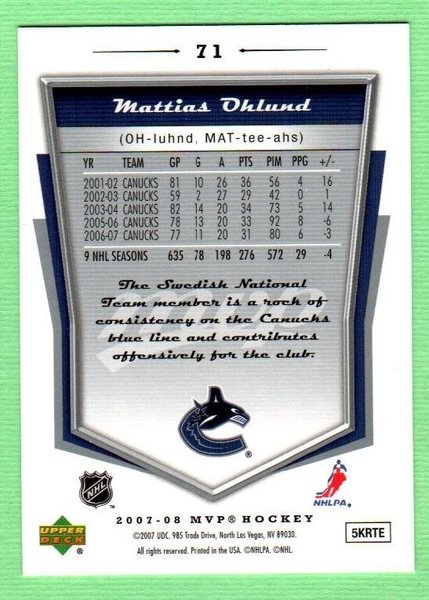 71
Mattias Ohlund
(OH-luhnd, MAT-tee-ahs)
YR TEAM GP G A PTS PIM PPG +/-
2001-02 CANUCKS 81 10 26 36 56 4 16
2002-03 CANUCKS 59 2 27 29 42 0 1
2003-04 CANUCKS 82 14 20 34 73 5 14
2005-06 CANUCKS 78 13 20 33 92 8 -6
2006-07 CANUCKS 77 11 20 31 80 6 -3
9 NHL SEASONS 635 78 198 276 572 29 -4
The Swedish National
Team member is a rock of
consistency on the Canucks
blue line and contributes
offensively for the club.
mvp
®
NHL
NHLPA.
UPPER
DECK
2007-08 MVP® HOCKEY
©2007 UDC. 985 Trade Drive, North Las Vegas, NV 89030.
All rights reserved. Printed in the USA. ©NHLPA. ©NHL.
5KRTE